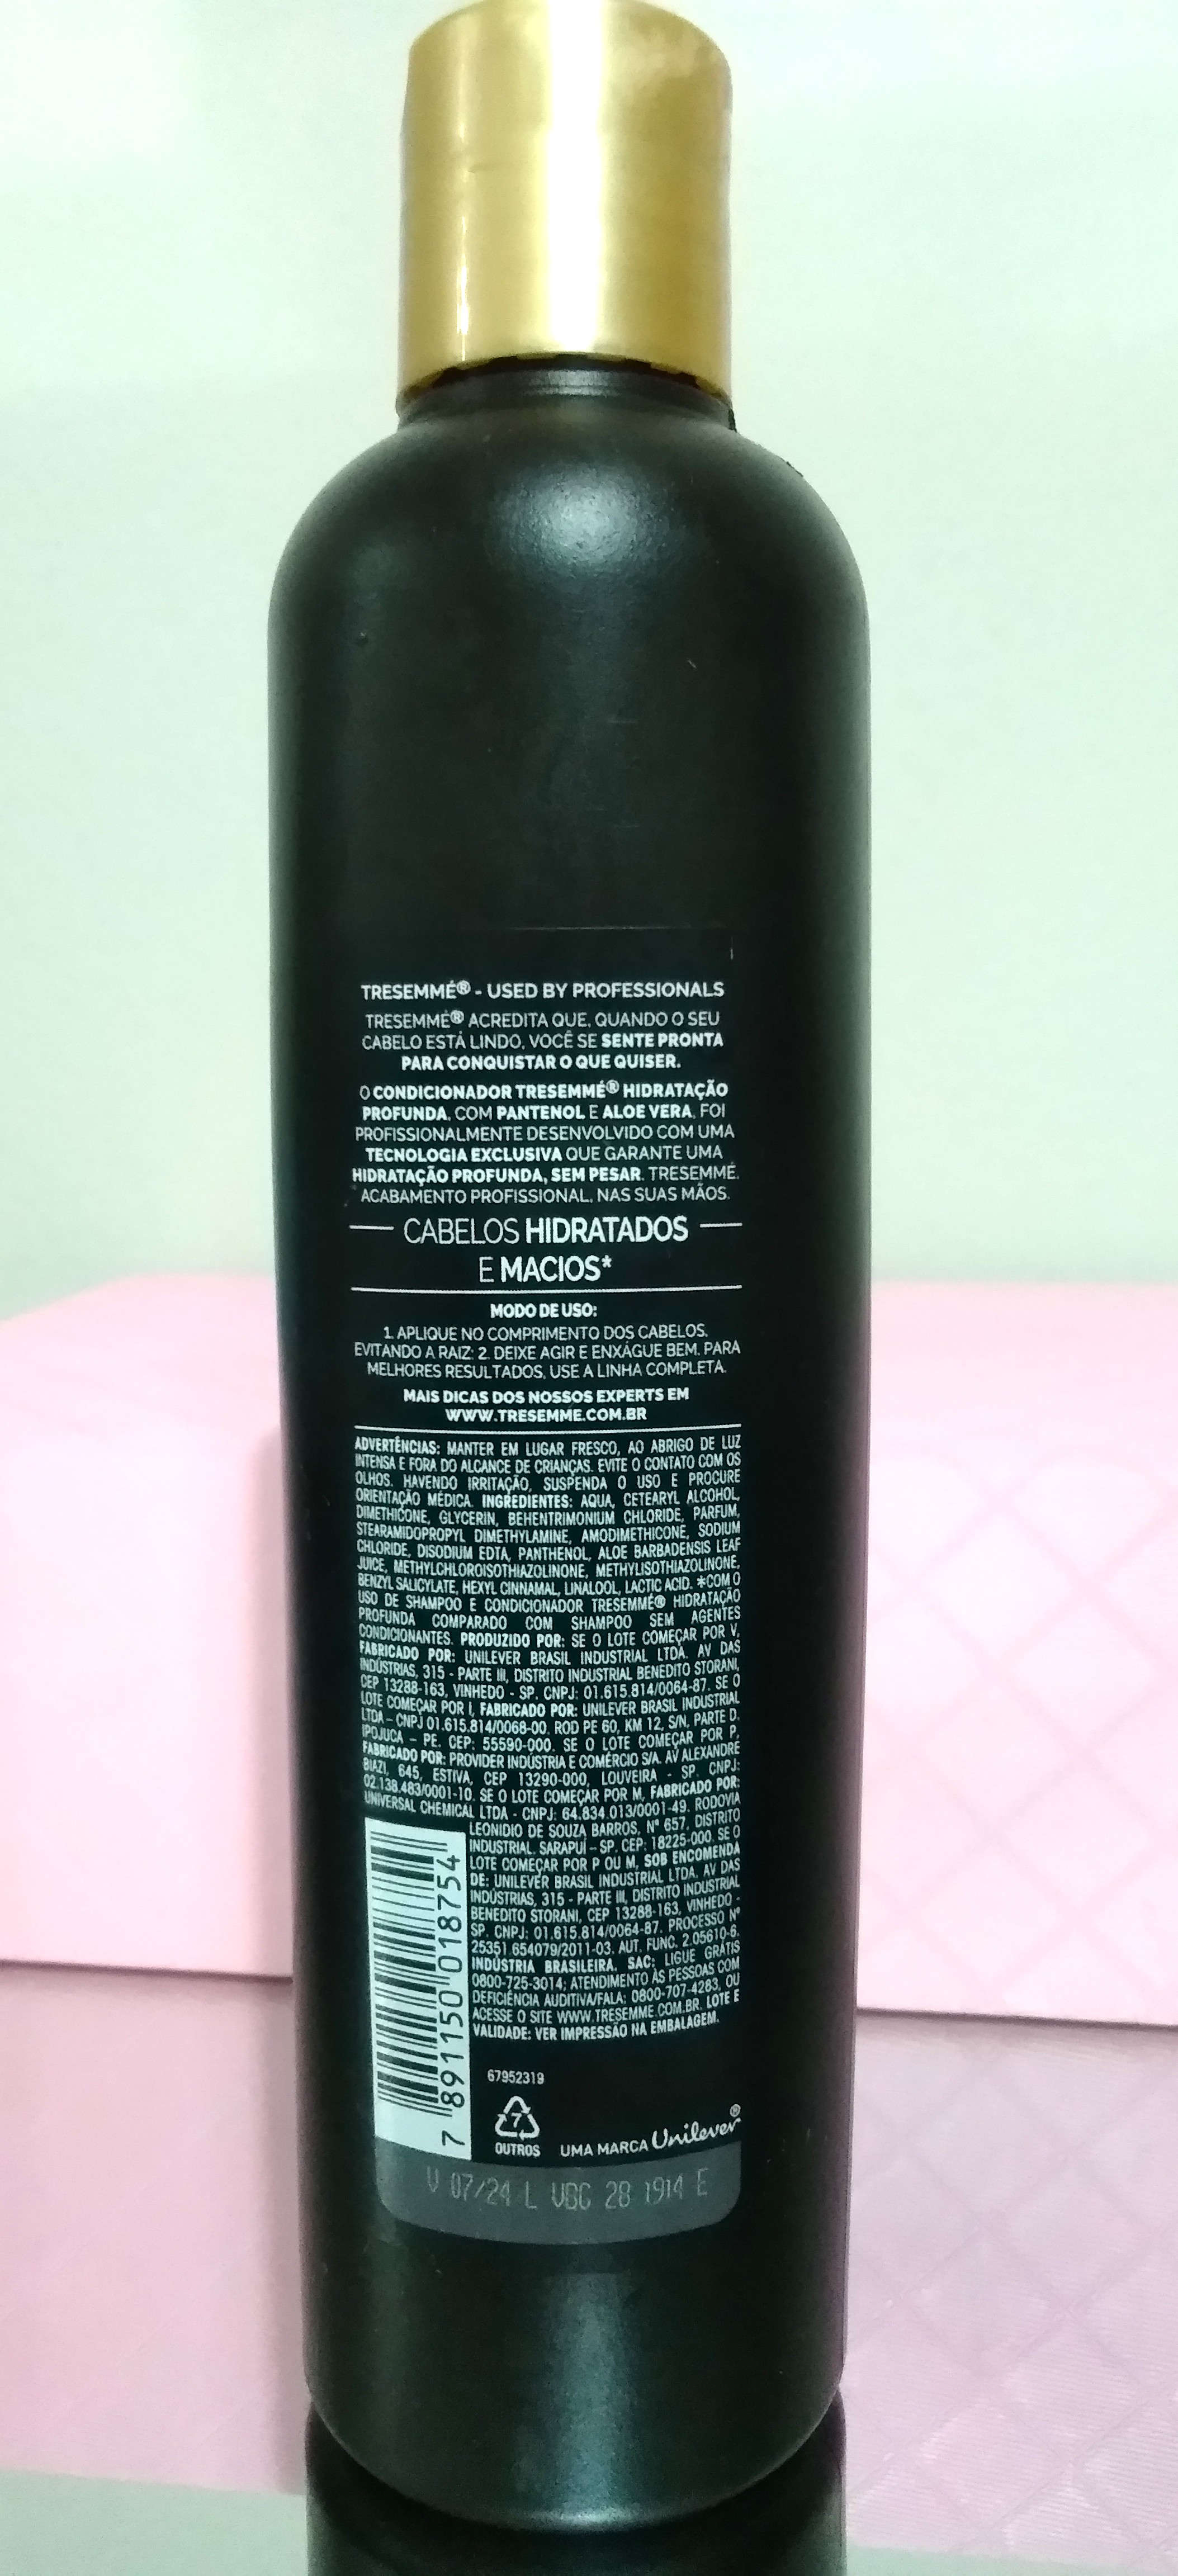 TRESEMMÉ® - USED BY PROFESSIONALS
TRESEMMÉ® ACREDITA QUE, QUANDO O SEU
CABELO ESTÁ LINDO, VOCÊ SE SENTE PRONTA
PARA CONQUISTAR O QUE QUISER.
O CONDICIONADOR TRESEMMÉ® HIDRATAÇÃO
PROFUNDA, COM PANTENOL E ALOE VERA, FOI
PROFISSIONALMENTE DESENVOLVIDO COM UMA
TECNOLOGIA EXCLUSIVA QUE GARANTE UMA
HIDRATAÇÃO PROFUNDA, SEM PESAR. TRESEMMÉ.
ACABAMENTO PROFISSIONAL, NAS SUAS MÃOS.
CABELOS HIDRATADOS
E MACIOS*
MODO DE USO:
1. APLIQUE NO COMPRIMENTO DOS CABELOS,
EVITANDO A RAIZ; 2. DEIXE AGIR E ENXÁGUE BEM. PARA
MELHORES RESULTADOS, USE A LINHA COMPLETA.
MAIS DICAS DOS NOSSOS EXPERTS EM
WWW.TRESEMME.COM.BR
ADVERTÊNCIAS: MANTER EM LUGAR FRESCO, AO ABRIGO DE LUZ
INTENSA E FORA DO ALCANCE DE CRIANÇAS. EVITE O CONTATO COM OS
OLHOS. HAVENDO IRRITAÇÃO, SUSPENDA O USO E PROCURE
ORIENTAÇÃO MÉDICA. INGREDIENTES: AQUA, CETEARYL ALCOHOL,
DIMETHICONE, GLYCERIN, BEHENTRIMONIUM CHLORIDE, PARFUM,
STEARAMIDOPROPYL DIMETHYLAMINE, AMODIMETHICONE, SODIUM
CHLORIDE, DISODIUM EDTA, PANTHENOL, ALOE BARBADENSIS LEAF
JUICE, METHYLCHLOROISOTHIAZOLINONE, METHYLISOTHIAZOLINONE,
BENZYL SALICYLATE, HEXYL CINNAMAL, LINALOOL, LACTIC ACID. *COM O
USO DE SHAMPOO E CONDICIONADOR TRESEMMÉ® HIDRATAÇÃO
PROFUNDA COMPARADO COM SHAMPOO SEM AGENTES
CONDICIONANTES. PRODUZIDO POR: SE O LOTE COMEÇAR POR V,
FABRICADO POR: UNILEVER BRASIL INDUSTRIAL LTDA. AV DAS
INDÚSTRIAS, 315 - PARTE III, DISTRITO INDUSTRIAL BENEDITO STORANI,
CEP 13288-163, VINHEDO - SP. CNPJ: 01.615.814/0064-87. SE O
LOTE COMEÇAR POR I, FABRICADO POR: UNILEVER BRASIL INDUSTRIAL
LTDA – CNPJ 01.615.814/0068-00. ROD PE 60, KM 12, S/N, PARTE D.
IPOJUCA – PE. CEP: 55590-000. SE O LOTE COMEÇAR POR P,
FABRICADO POR: PROVIDER INDÚSTRIA E COMÉRCIO S/A. AV ALEXANDRE
BIAZI, 645, ESTIVA, CEP 13290-000, LOUVEIRA - SP. CNPJ:
02.138.483/0001-10. SE O LOTE COMEÇAR POR M, FABRICADO POR:
UNIVERSAL CHEMICAL LTDA - CNPJ: 64.834.013/0001-49. RODOVIA
LEONIDIO DE SOUZA BARROS, Nº 657, DISTRITO
INDUSTRIAL. SARAPUÍ – SP. CEP: 18225-000. SE O
LOTE COMEÇAR POR P OU M, SOB ENCOMENDA
DE: UNILEVER BRASIL INDUSTRIAL LTDA. AV DAS
INDÚSTRIAS, 315 - PARTE III, DISTRITO INDUSTRIAL
BENEDITO STORANI, CEP 13288-163, VINHEDO -
SP. CNPJ: 01.615.814/0064-87. PROCESSO Nº
25351.654079/2011-03. AUT. FUNC. 2.05610-6.
INDÚSTRIA BRASILEIRA. SAC: LIGUE GRÁTIS
0800-725-3014; ATENDIMENTO ÀS PESSOAS COM
DEFICIÊNCIA AUDITIVA/FALA: 0800-707-4283, OU
ACESSE O SITE WWW.TRESEMME.COM.BR. LOTE E
VALIDADE: VER IMPRESSÃO NA EMBALAGEM.
7 891150 018754
67952319
7
OUTROS
UMA MARCA Unilever®
V 07/24 L VBC 28 1914 E